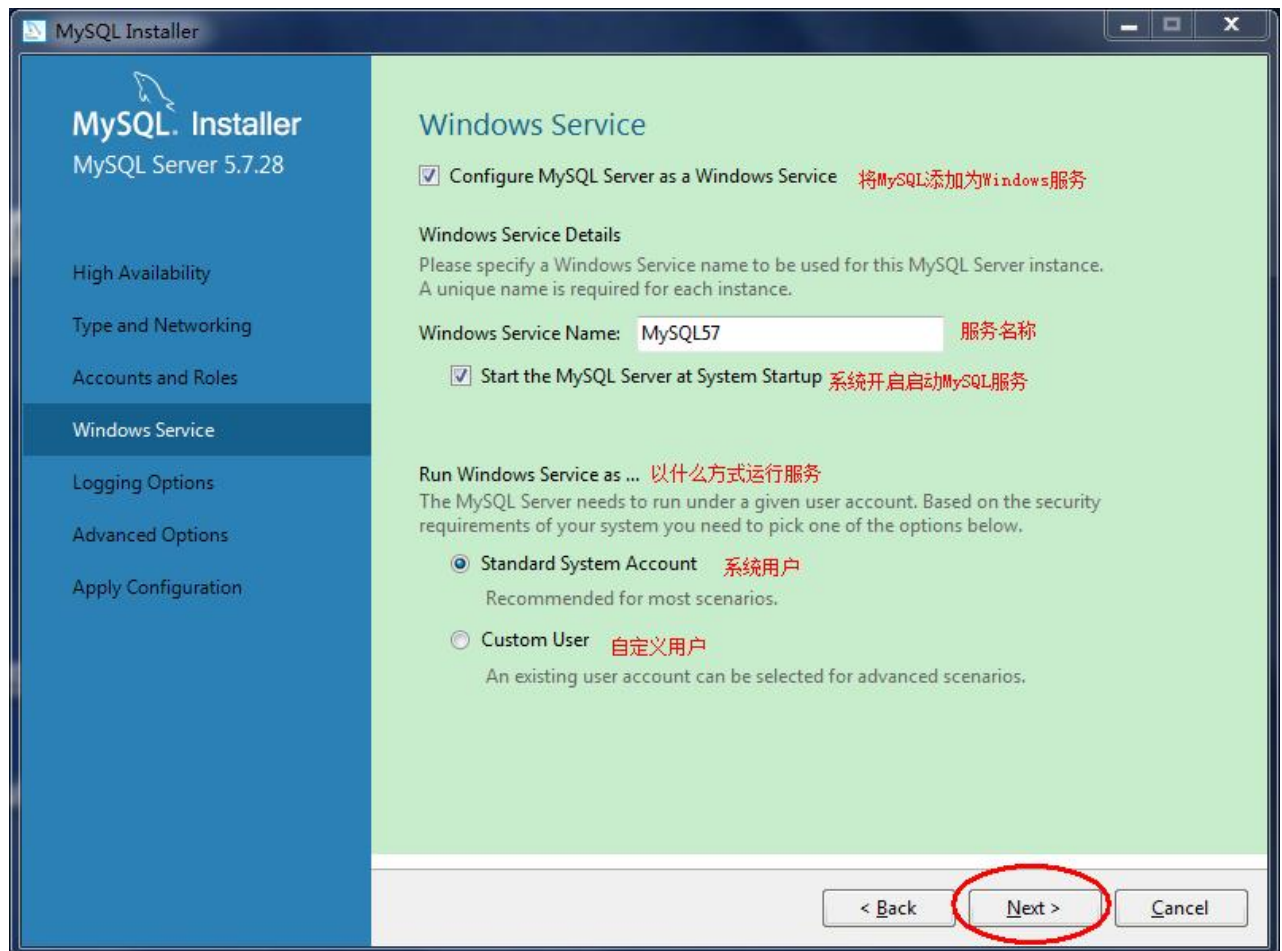 MySQL Installer
MySQL. Installer
MySQL Server 5.7.28
High Availability
Type and Networking
Accounts and Roles
Windows Service
Logging Options
Advanced Options
Apply Configuration
Windows Service
Configure MySQL Server as a Windows Service 将MySQL添加为Windows服务
Windows Service Details
Please specify a Windows Service name to be used for this MySQL Server instance.
A unique name is required for each instance.
Windows Service Name: MySQL57 服务名称
Start the MySQL Server at System Startup 系统开启启动MySQL服务
Run Windows Service as ... 以什么方式运行服务
The MySQL Server needs to run under a given user account. Based on the security
requirements of your system you need to pick one of the options below.
Standard System Account 系统用户
Recommended for most scenarios.
Custom User 自定义用户
An existing user account can be selected for advanced scenarios.
< Back Next > Cancel